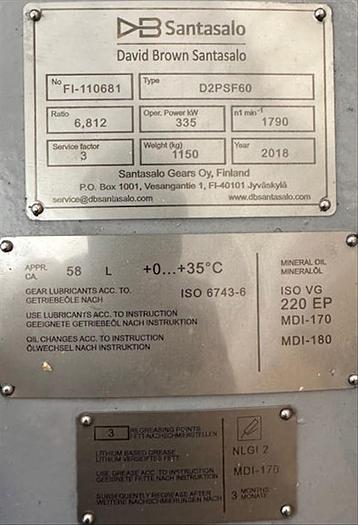 DB Santasalo
David Brown Santasalo
No FI-110681 Type D2PSF60
Ratio 6,812 Oper. Power kW 335 n1 min⁻¹ 1790
Service factor 3 Weight (kg) 1150 Year 2018
Santasalo Gears Oy, Finland
P.O. Box 1001, Vesangantie 1, FI-40101 Jyväskylä
service@dbsantasalo.com www.dbsantasalo.com
APPR. CA. 58 L +0...+35°C
MINERAL OIL
MINERALÖL
GEAR LUBRICANTS ACC. TO.
GETRIEBEÖLE NACH
ISO 6743-6
ISO VG
220 EP
MDI-170
MDI-180
USE LUBRICANTS ACC. TO INSTRUCTION
GEEIGNETE GETRIEBEÖL NACH INSTRUKTION
OIL CHANGES ACC. TO INSTRUCTION
ÖLWECHSEL NACH INSTRUKTION
3 REGREASING POINTS
FETT-NACHSCHMIERSTELLEN
LITHIUM BASED GREASE
LITHIUM VERSEIFTES FETT
NLGI 2
USE GREASE ACC. TO INSTRUCTION
GEEIGNETE FETTE NACH INSTRUKTION
MDI-170
SUBSEQUENTLY REGREASE AFTER
WEITERE NACHSCHMIERUNG NACH
3 MONTHS
MONATE